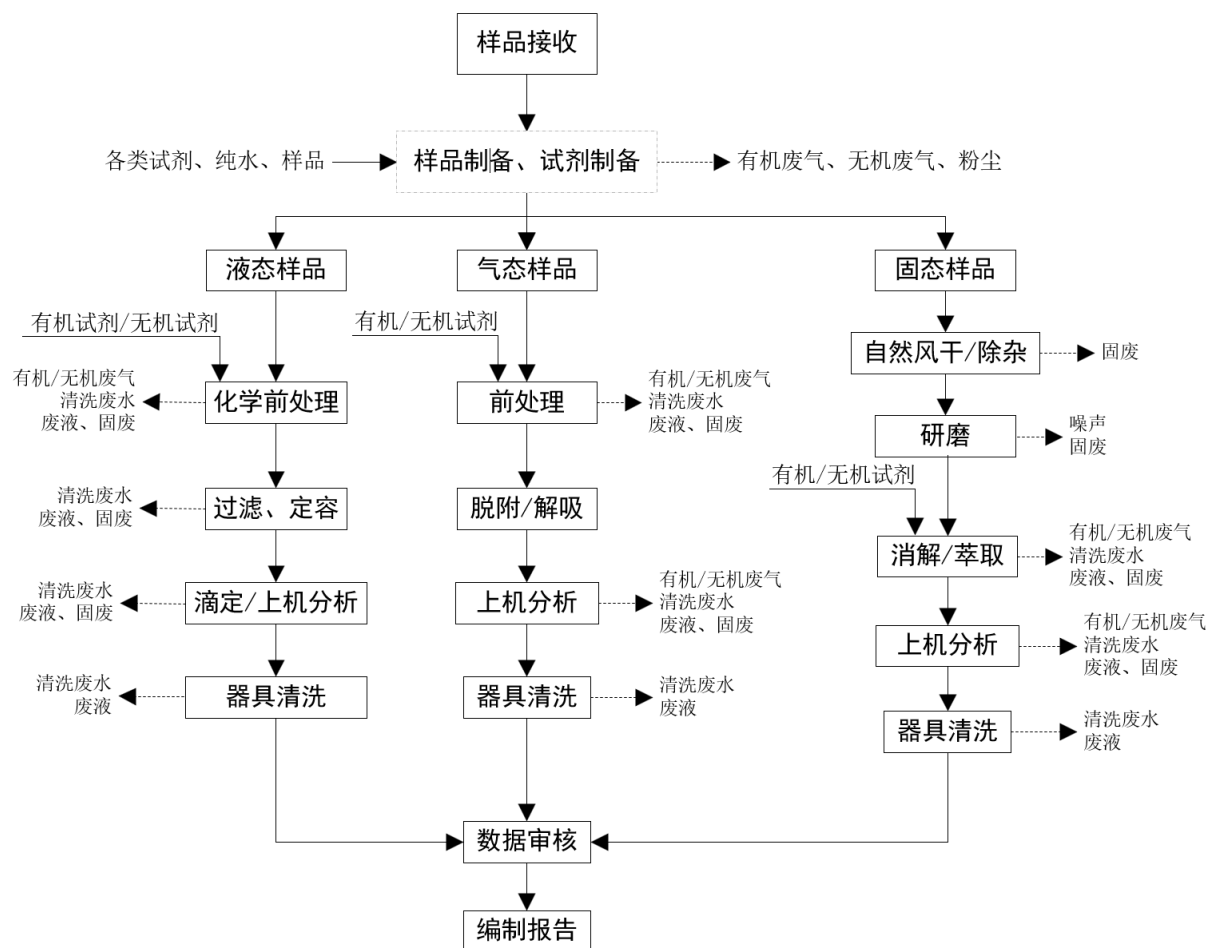 样品接收
各类试剂、纯水、样品
样品制备、试剂制备
有机废气、无机废气、粉尘
液态样品
气态样品
固态样品
有机试剂/无机试剂
有机/无机试剂
自然风干/除杂
固废
有机/无机废气
清洗废水
废液、固废
化学前处理
前处理
有机/无机废气
清洗废水
废液、固废
研磨
噪声
固废
有机/无机试剂
清洗废水
废液、固废
过滤、定容
脱附/解吸
消解/萃取
有机/无机废气
清洗废水
废液、固废
清洗废水
废液、固废
滴定/上机分析
上机分析
有机/无机废气
清洗废水
废液、固废
上机分析
有机/无机废气
清洗废水
废液、固废
清洗废水
废液
器具清洗
器具清洗
清洗废水
废液
器具清洗
清洗废水
废液
数据审核
编制报告